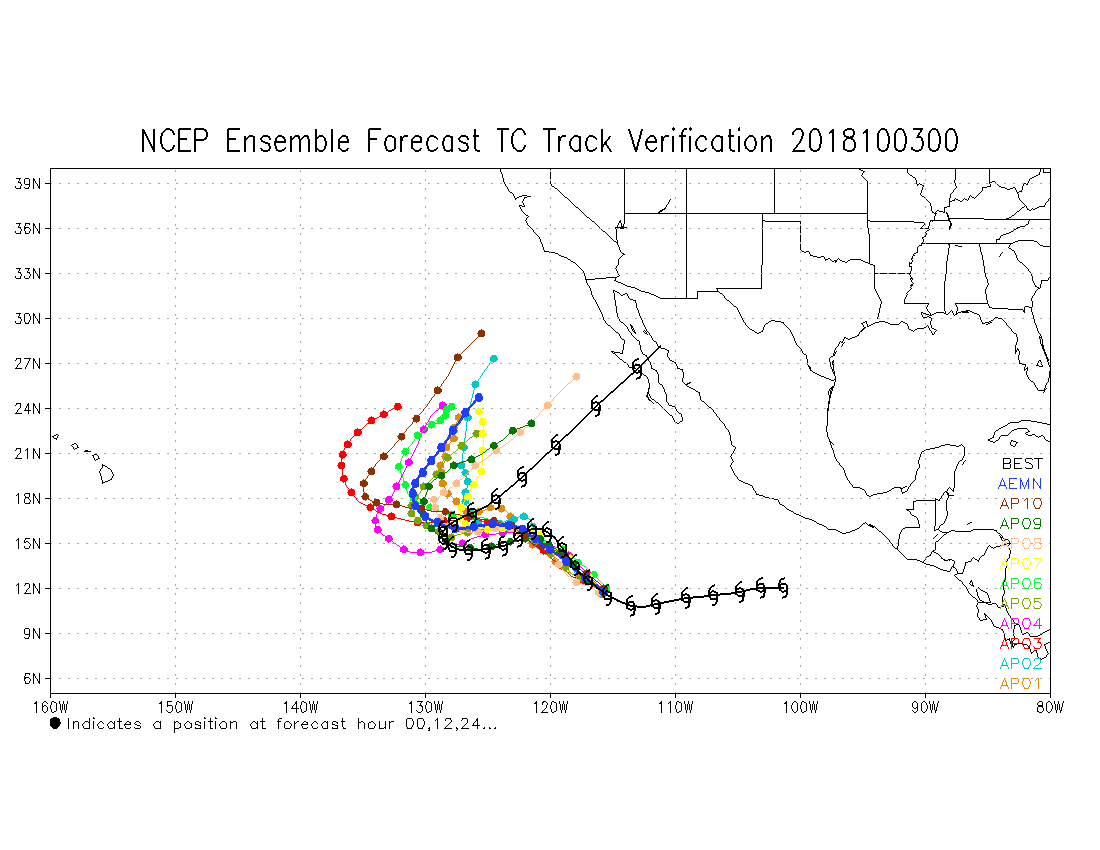 NCEP Ensemble Forecast TC Track Verification 2018100300
39N
36N
33N
30N
27N
24N
21N
18N
15N
12N
9N
6N
BEST
AEMN
AP10
AP09
AP08
AP07
AP06
AP05
AP04
AP03
AP02
AP01
160W 150W 140W 130W 120W 110W 100W 90W 80W
Indicates a position at forecast hour 00,12,24...